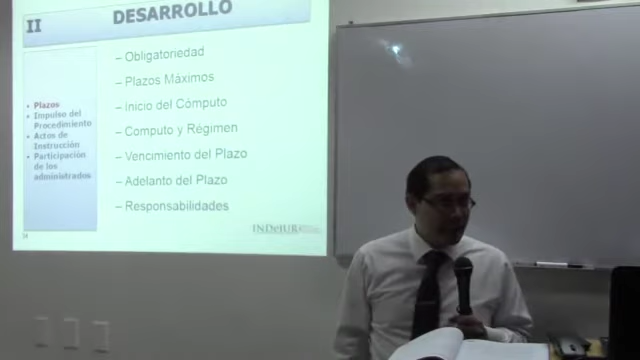 II
DESARROLLO
• Plazos
• Impulso del
Procedimiento
• Actos de
Instrucción
• Participación
de los
administrados
– Obligatoriedad
– Plazos Máximos
– Inicio del Cómputo
– Computo y Régimen
– Vencimiento del Plazo
– Adelanto del Plazo
– Responsabilidades
INDeJUR